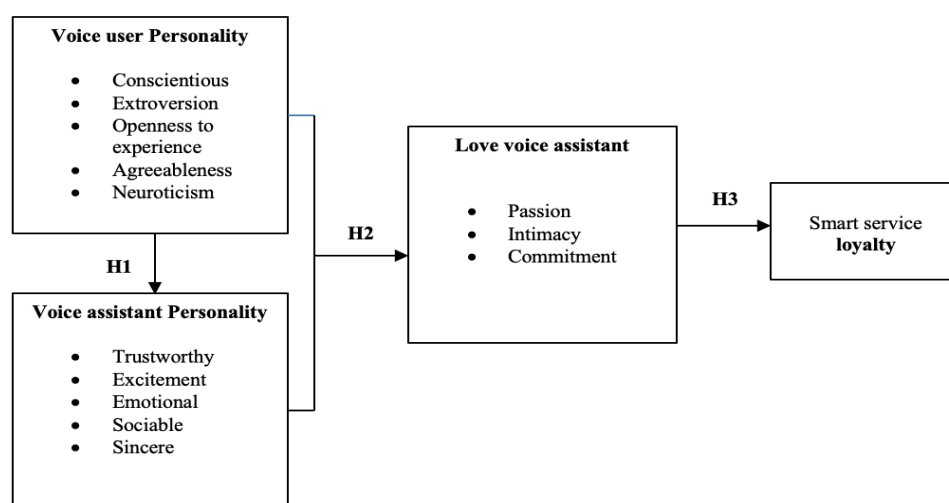 Voice user Personality
• Conscientious
• Extroversion
• Openness to
experience
• Agreeableness
• Neuroticism
H1
Voice assistant Personality
• Trustworthy
• Excitement
• Emotional
• Sociable
• Sincere
H2
Love voice assistant
• Passion
• Intimacy
• Commitment
H3
Smart service
loyalty